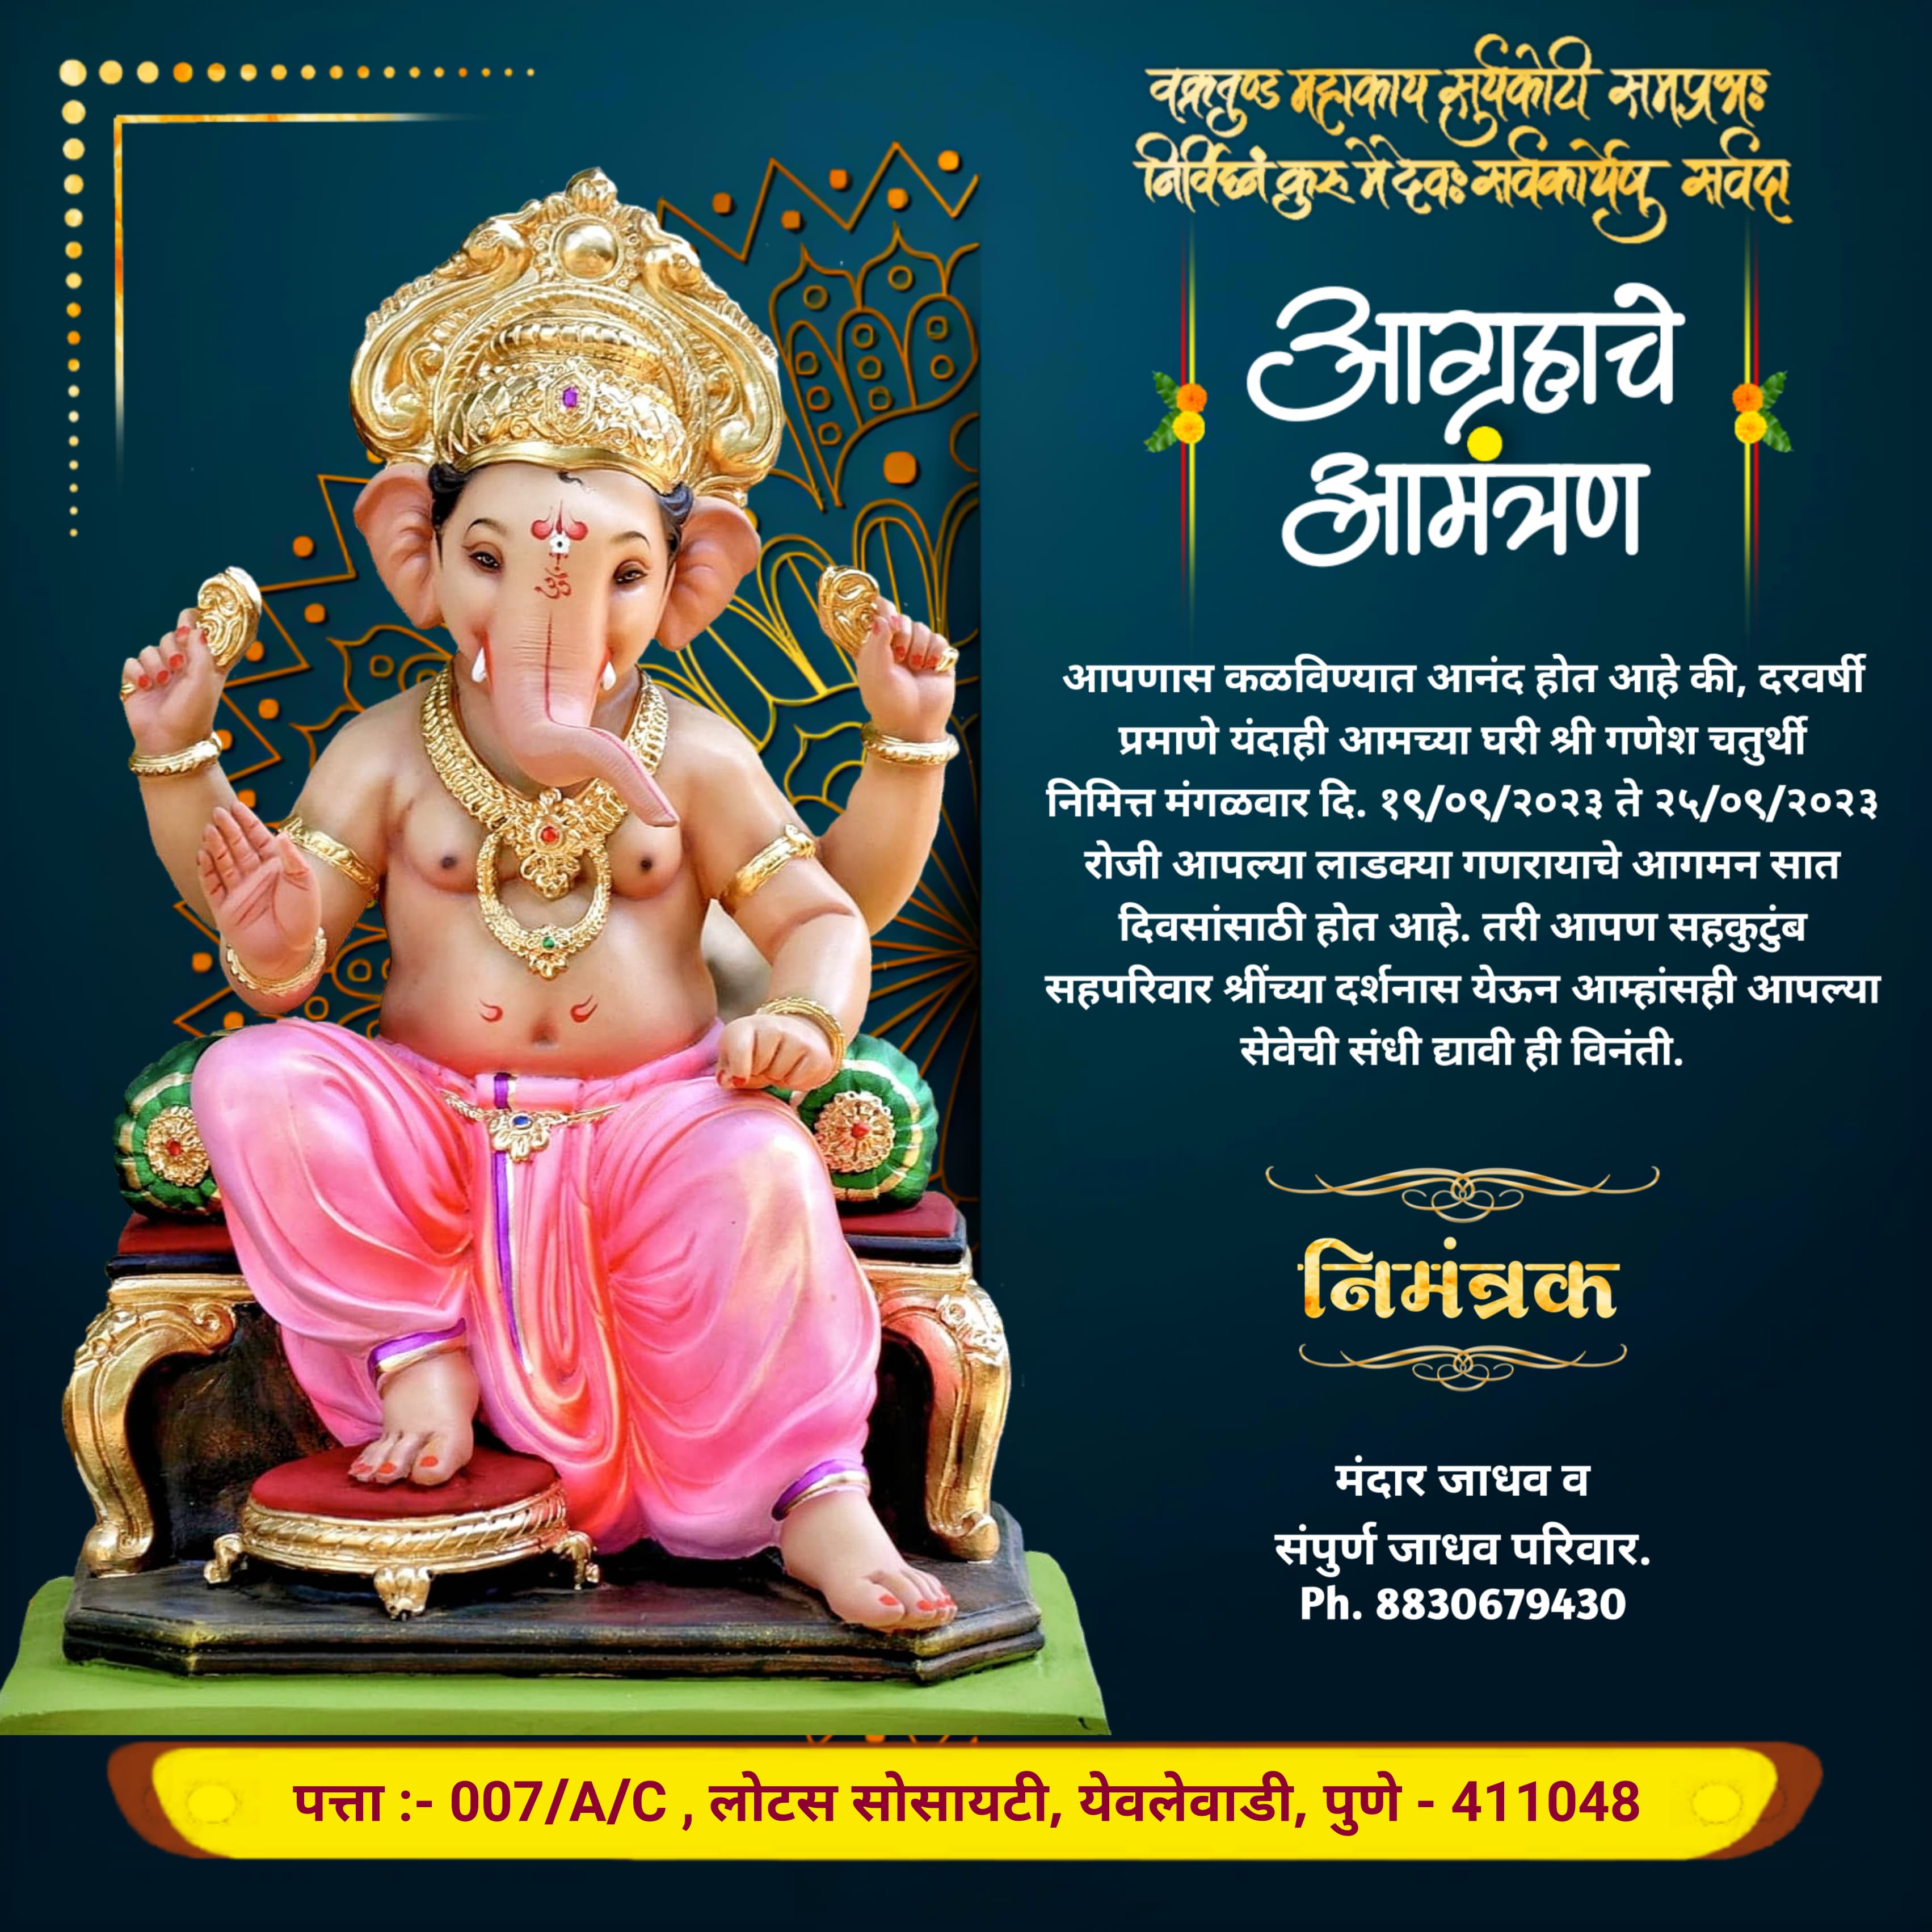 वक्रतुण्ड महाकाय सुर्यकोटी समप्रभः
निर्विघ्नं कुरु मे देवः सर्वकार्येषु सर्वदा
आग्रहाचे
आमंत्रण
आपणास कळविण्यात आनंद होत आहे की, दरवर्षी
प्रमाणे यंदाही आमच्या घरी श्री गणेश चतुर्थी
निमित्त मंगळवार दि. १९/०९/२०२३ ते २५/०९/२०२३
रोजी आपल्या लाडक्या गणरायाचे आगमन सात
दिवसांसाठी होत आहे. तरी आपण सहकुटुंब
सहपरिवार श्रींच्या दर्शनास येऊन आम्हांसही आपल्या
सेवेची संधी द्यावी ही विनंती.
निमंत्रक
मंदार जाधव व
संपुर्ण जाधव परिवार.
Ph. 8830679430
पत्ता :- 007/A/C , लोटस सोसायटी, येवलेवाडी, पुणे - 411048
ॐ